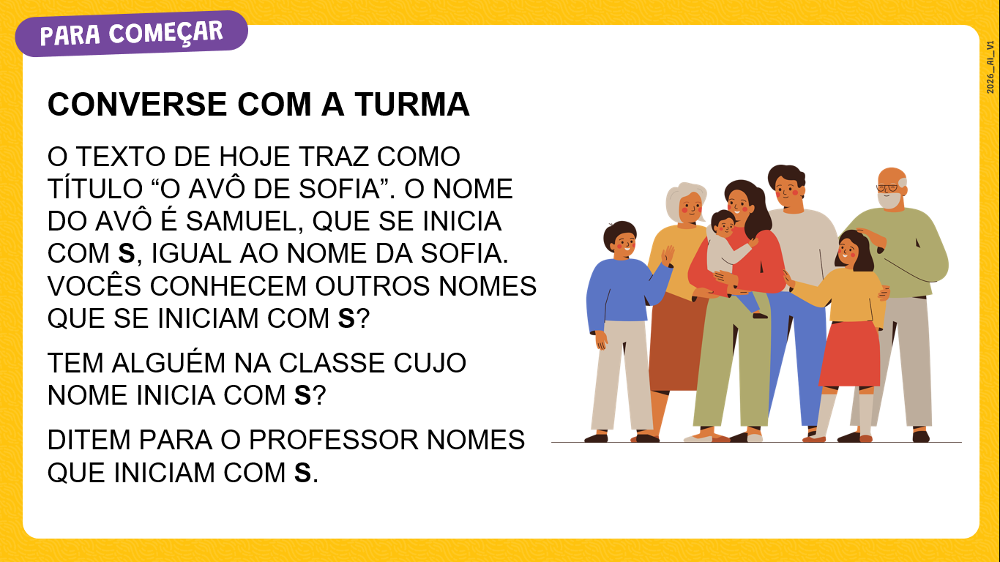 PARA COMEÇAR
2026_AI_V1
CONVERSE COM A TURMA
O TEXTO DE HOJE TRAZ COMO
TÍTULO “O AVÔ DE SOFIA”. O NOME
DO AVÔ É SAMUEL, QUE SE INICIA
COM S, IGUAL AO NOME DA SOFIA.
VOCÊS CONHECEM OUTROS NOMES
QUE SE INICIAM COM S?
TEM ALGUÉM NA CLASSE CUJO
NOME INICIA COM S?
DITEM PARA O PROFESSOR NOMES
QUE INICIAM COM S.